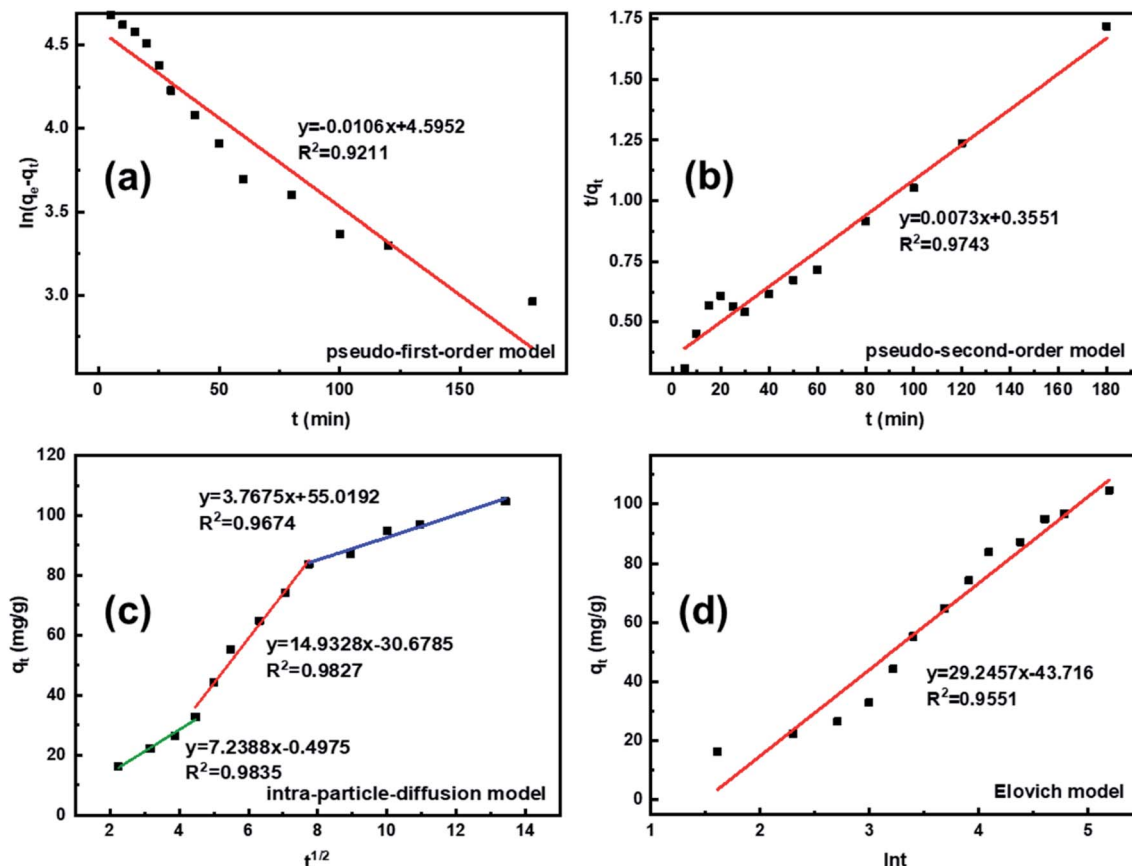 4.5
4.0
3.5
3.0
ln(qe-qt)
(a)
y=-0.0106x+4.5952
R2=0.9211
pseudo-first-order model
0 50 100 150
t (min)
1.75
1.50
1.25
1.00
0.75
0.50
t/qt
(b)
y=0.0073x+0.3551
R2=0.9743
pseudo-second-order model
0 20 40 60 80 100 120 140 160 180
t (min)
120
100
80
60
40
20
0
qt (mg/g)
(c)
y=3.7675x+55.0192
R2=0.9674
y=14.9328x-30.6785
R2=0.9827
y=7.2388x-0.4975
R2=0.9835
intra-particle-diffusion model
2 4 6 8 10 12 14
t1/2
100
80
60
40
20
0
qt (mg/g)
(d)
y=29.2457x-43.716
R2=0.9551
Elovich model
1 2 3 4 5
lnt